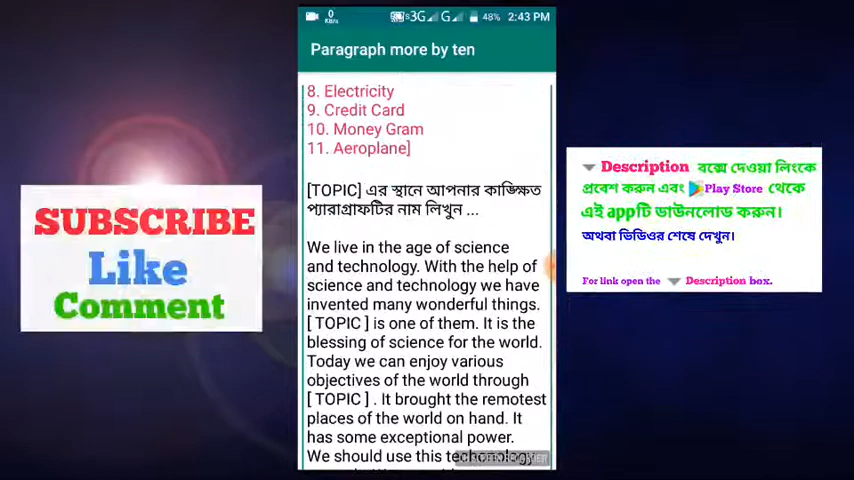 0
KB/s
3G G 48% 2:43 PM
Paragraph more by ten
8. Electricity
9. Credit Card
10. Money Gram
11. Aeroplane]
[TOPIC] এর স্থানে আপনার কাঙ্ক্ষিত
প্যারাগ্রাফটির নাম লিখুন ...
We live in the age of science
and technology. With the help of
science and technology we have
invented many wonderful things.
[ TOPIC ] is one of them. It is the
blessing of science for the world.
Today we can enjoy various
objectives of the world through
[ TOPIC ] . It brought the remotest
places of the world on hand. It
has some exceptional power.
We should use this technology
SUBSCRIBE
Like
Comment
Description বক্সে দেওয়া লিংকে
প্রবেশ করুন এবং Play Store থেকে
এই appটি ডাউনলোড করুন।
অথবা ভিডিওর শেষে দেখুন।
For link open the Description box.